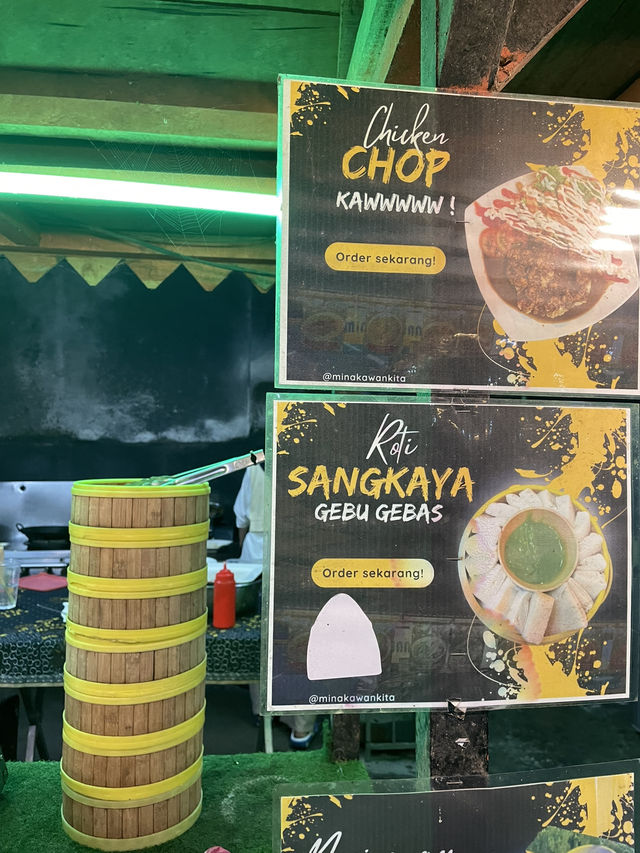 Chicken
CHOP
KAWWWWW !
Order sekarang!
@minakawankita
Roti
SANGKAYA
GEBU GEBAS
Order sekarang!
@minakawankita